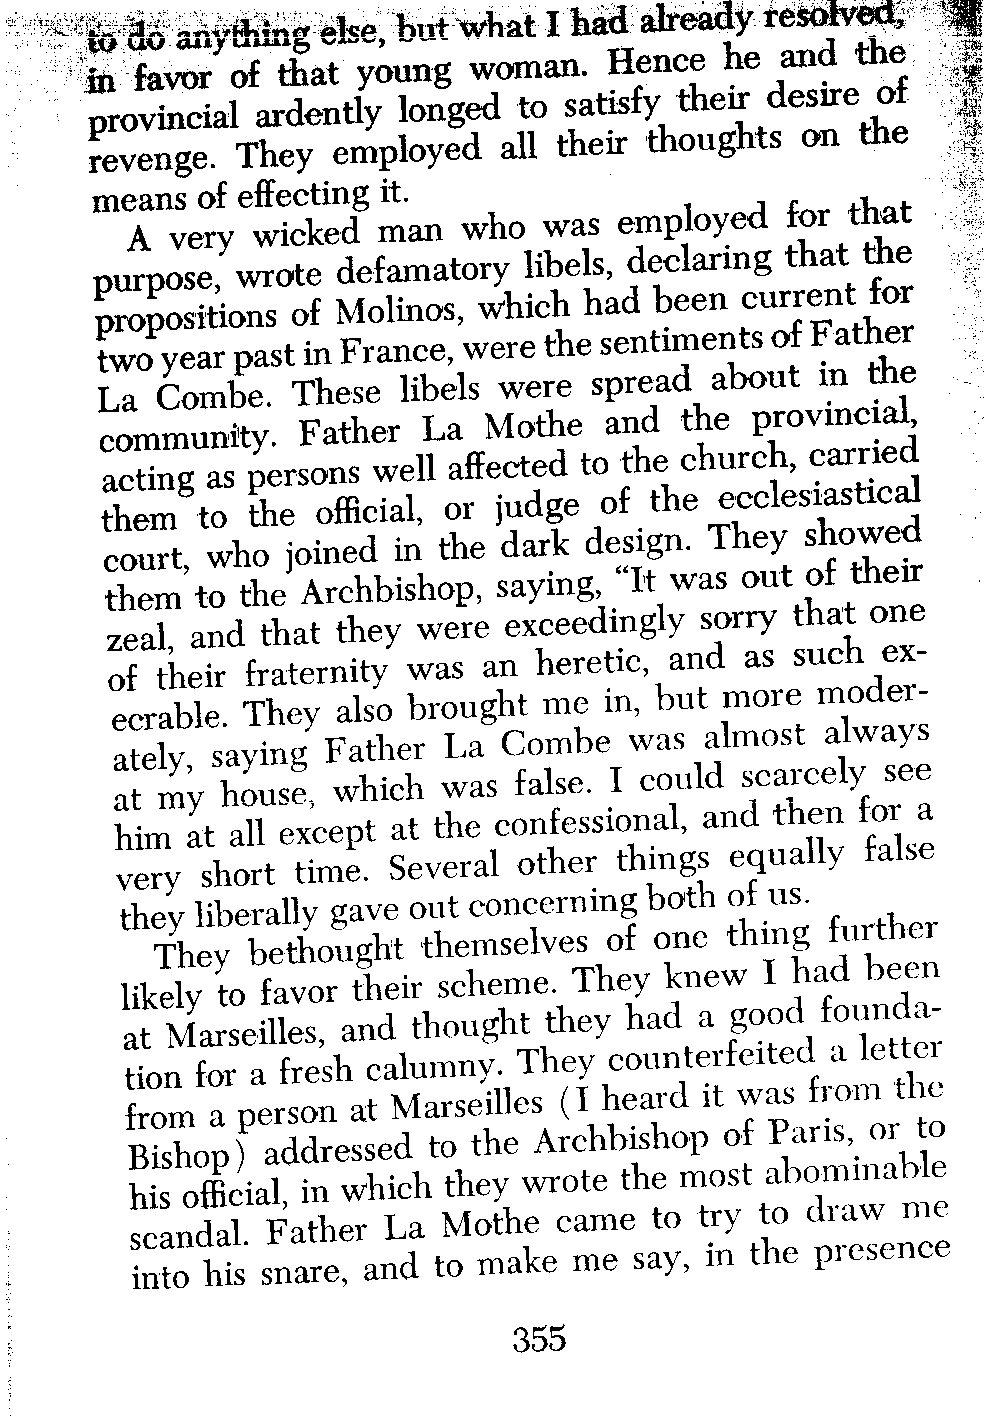 to do anything else, but what I had already resolved,
in favor of that young woman. Hence he and the
provincial ardently longed to satisfy their desire of
revenge. They employed all their thoughts on the
means of effecting it.
A very wicked man who was employed for that
purpose, wrote defamatory libels, declaring that the
propositions of Molinos, which had been current for
two year past in France, were the sentiments of Father
La Combe. These libels were spread about in the
community. Father La Mothe and the provincial,
acting as persons well affected to the church, carried
them to the official, or judge of the ecclesiastical
court, who joined in the dark design. They showed
them to the Archbishop, saying, “It was out of their
zeal, and that they were exceedingly sorry that one
of their fraternity was an heretic, and as such ex-
ecrable. They also brought me in, but more moder-
ately, saying Father La Combe was almost always
at my house, which was false. I could scarcely see
him at all except at the confessional, and then for a
very short time. Several other things equally false
they liberally gave out concerning both of us.
They bethought themselves of one thing further
likely to favor their scheme. They knew I had been
at Marseilles, and thought they had a good founda-
tion for a fresh calumny. They counterfeited a letter
from a person at Marseilles (I heard it was from the
Bishop) addressed to the Archbishop of Paris, or to
his official, in which they wrote the most abominable
scandal. Father La Mothe came to try to draw me
into his snare, and to make me say, in the presence
355